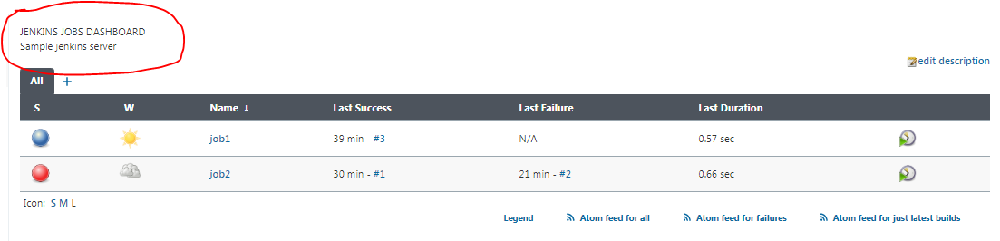 JENKINS JOBS DASHBOARD
Sample jenkins server
edit description
All +
S W Name ↓ Last Success Last Failure Last Duration
job1 39 min - #3 N/A 0.57 sec
job2 30 min - #1 21 min - #2 0.66 sec
Icon: S M L
Legend Atom feed for all Atom feed for failures Atom feed for just latest builds